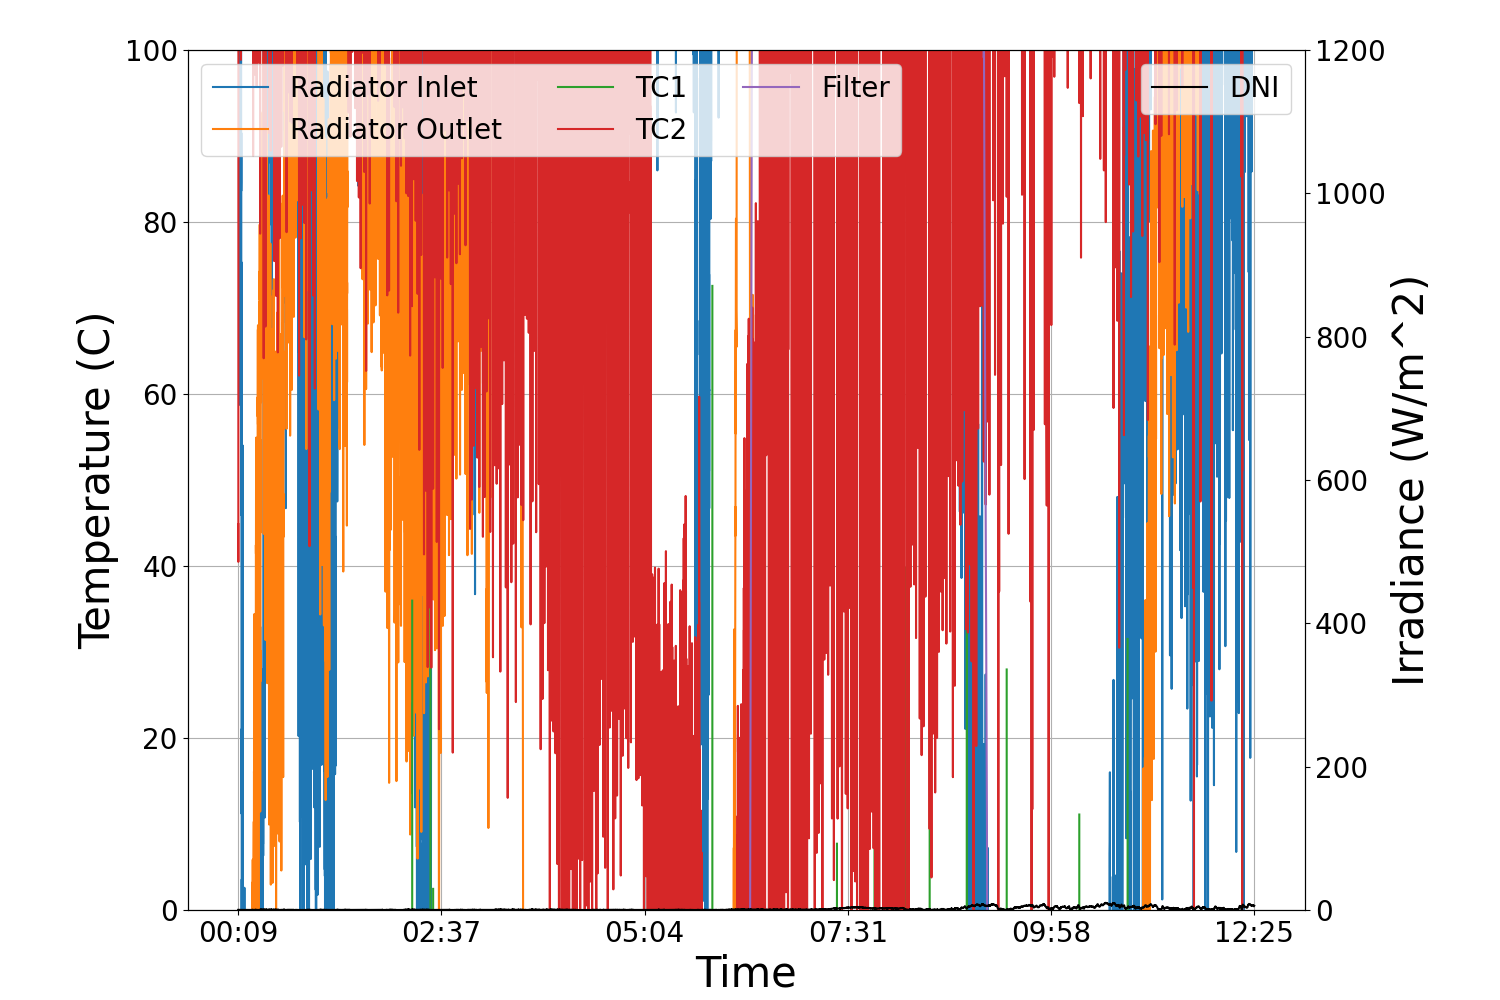 100
80
60
40
20
0
Temperature (C)
Radiator Inlet
Radiator Outlet
TC1
TC2
Filter
DNI
1200
1000
800
600
400
200
0
Irradiance (W/m^2)
00:09
02:37
05:04
07:31
09:58
12:25
Time